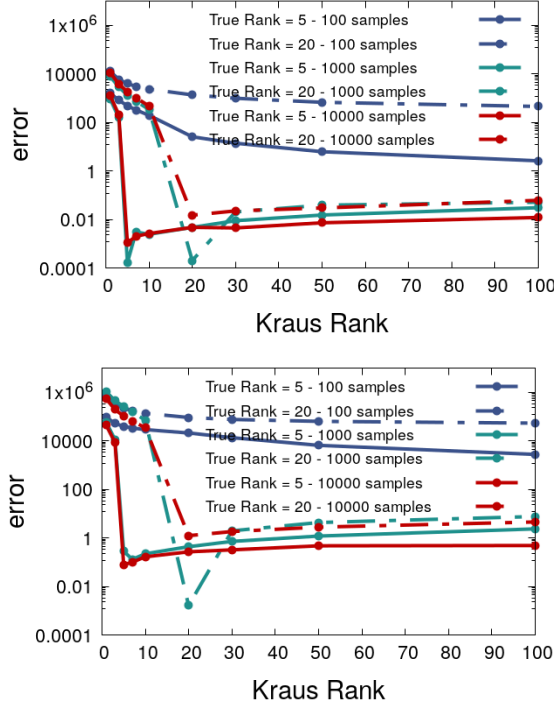 1×10⁶
10000
100
1
0.01
0.0001
error
True Rank = 5 - 100 samples
True Rank = 20 - 100 samples
True Rank = 5 - 1000 samples
True Rank = 20 - 1000 samples
True Rank = 5 - 10000 samples
True Rank = 20 - 10000 samples
0 10 20 30 40 50 60 70 80 90 100
Kraus Rank
1×10⁶
10000
100
1
0.01
0.0001
error
True Rank = 5 - 100 samples
True Rank = 20 - 100 samples
True Rank = 5 - 1000 samples
True Rank = 20 - 1000 samples
True Rank = 5 - 10000 samples
True Rank = 20 - 10000 samples
0 10 20 30 40 50 60 70 80 90 100
Kraus Rank